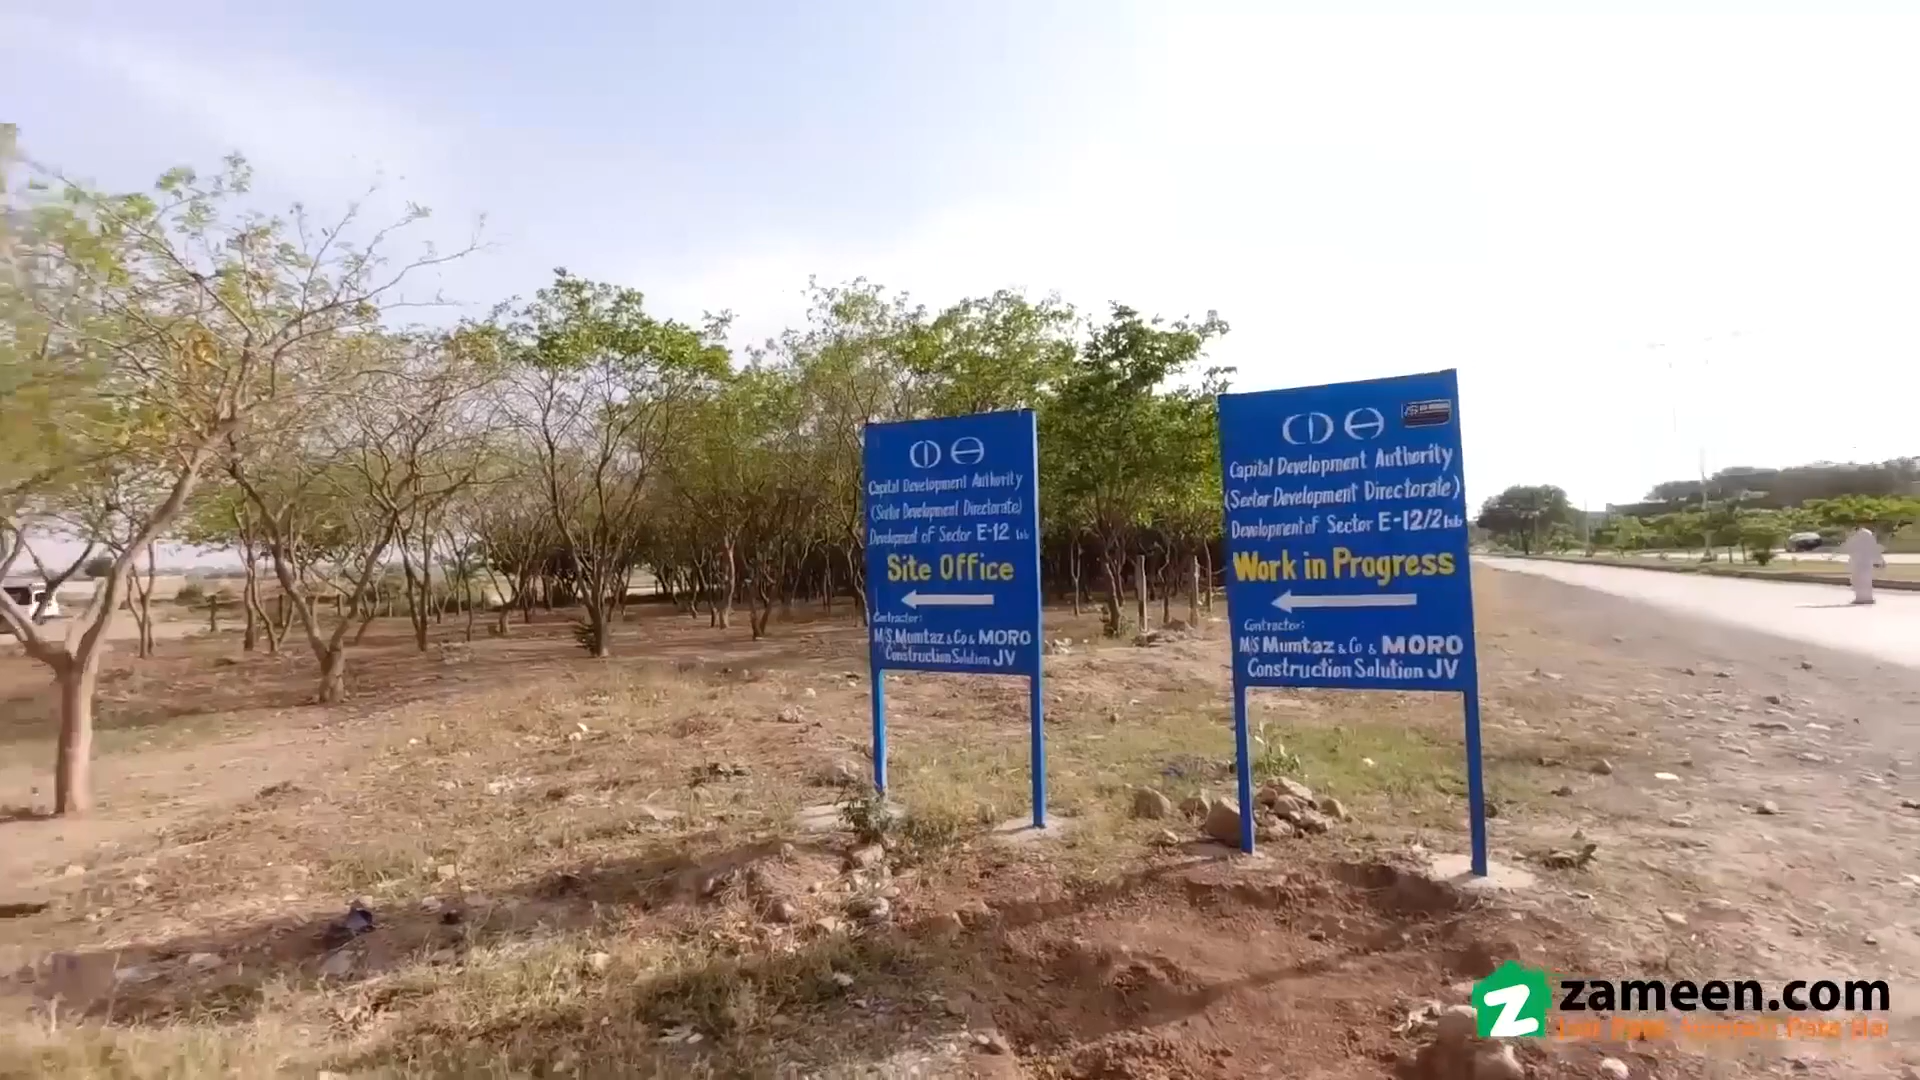 CDA
Capital Development Authority
(Sector Development Directorate)
Development of Sector E-12 Isb
Site Office
Contractor:
M/S Mumtaz & Co & MORO
Construction Solution JV
CDA
Capital Development Authority
(Sector Development Directorate)
Development of Sector E-12/2 Isb
Work in Progress
Contractor:
M/S Mumtaz & Co & MORO
Construction Solution JV
zameen.com